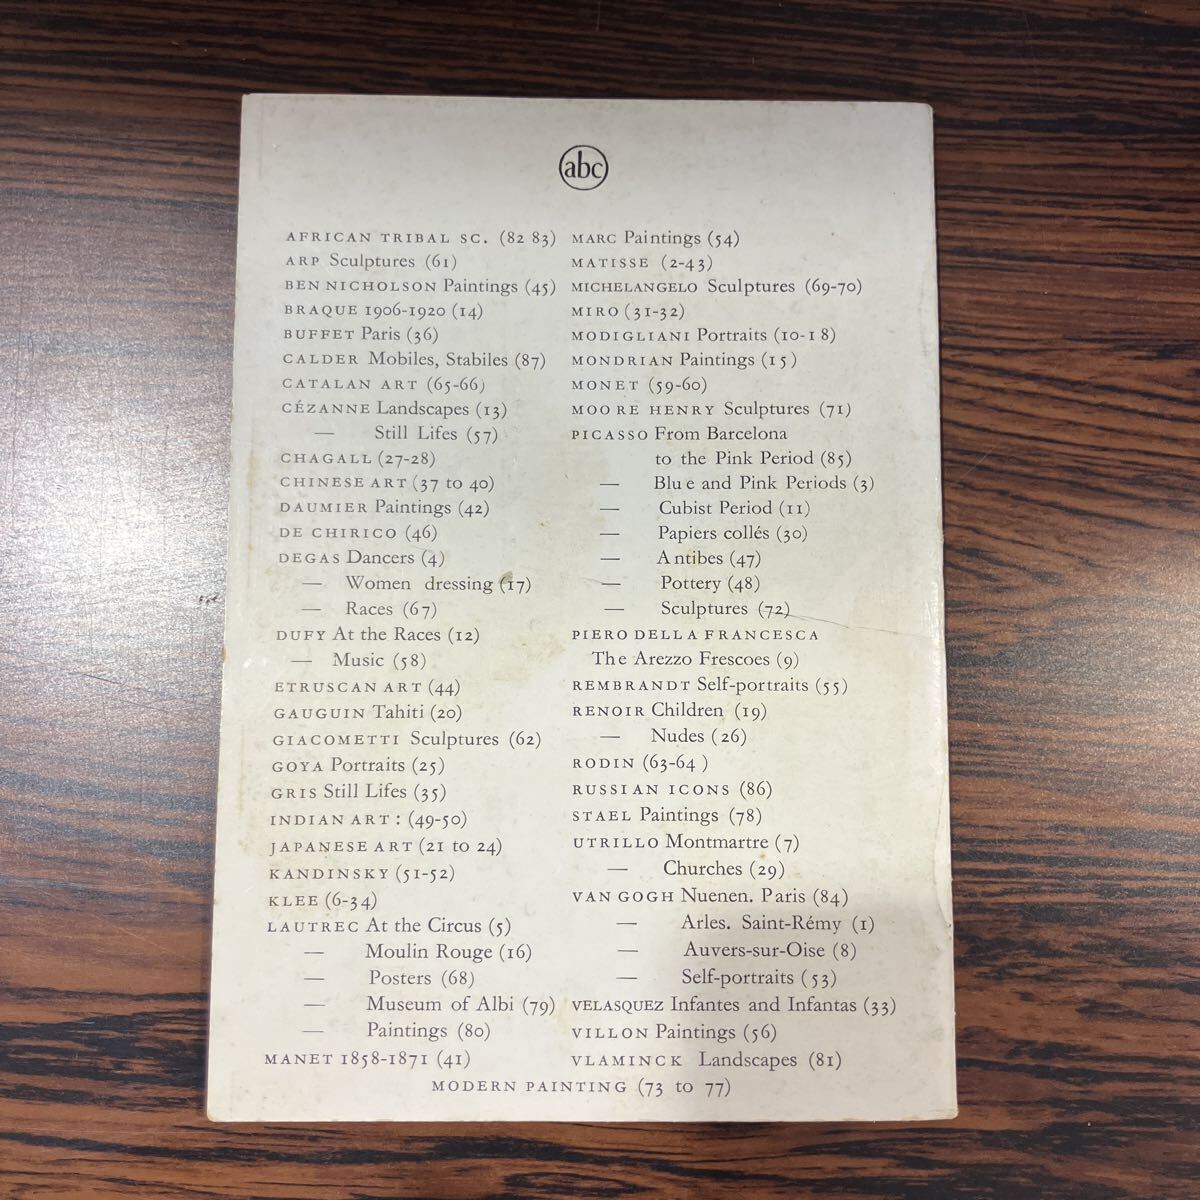 abc
AFRICAN TRIBAL SC. (82 83)
ARP Sculptures (61)
BEN NICHOLSON Paintings (45)
BRAQUE 1906-1920 (14)
BUFFET Paris (36)
CALDER Mobiles, Stabiles (87)
CATALAN ART (65-66)
CÉZANNE Landscapes (13)
— Still Lifes (57)
CHAGALL (27-28)
CHINESE ART (37 to 40)
DAUMIER Paintings (42)
DE CHIRICO (46)
DEGAS Dancers (4)
— Women dressing (17)
— Races (67)
DUFY At the Races (12)
— Music (58)
ETRUSCAN ART (44)
GAUGUIN Tahiti (20)
GIACOMETTI Sculptures (62)
GOYA Portraits (25)
GRIS Still Lifes (35)
INDIAN ART: (49-50)
JAPANESE ART (21 to 24)
KANDINSKY (51-52)
KLEE (6-34)
LAUTREC At the Circus (5)
— Moulin Rouge (16)
— Posters (68)
— Museum of Albi (79)
— Paintings (80)
MANET 1858-1871 (41)
MARC Paintings (54)
MATISSE (2-43)
MICHELANGELO Sculptures (69-70)
MIRO (31-32)
MODIGLIANI Portraits (10-18)
MONDRIAN Paintings (15)
MONET (59-60)
MOORE HENRY Sculptures (71)
PICASSO From Barcelona
to the Pink Period (85)
— Blue and Pink Periods (3)
— Cubist Period (11)
— Papiers collés (30)
— Antibes (47)
— Pottery (48)
— Sculptures (72)
PIERO DELLA FRANCESCA
The Arezzo Frescoes (9)
REMBRANDT Self-portraits (55)
RENOIR Children (19)
— Nudes (26)
RODIN (63-64)
RUSSIAN ICONS (86)
STAEL Paintings (78)
UTRILLO Montmartre (7)
— Churches (29)
VAN GOGH Nuenen. Paris (84)
— Arles. Saint-Rémy (1)
— Auvers-sur-Oise (8)
— Self-portraits (53)
VELASQUEZ Infantes and Infantas (33)
VILLON Paintings (56)
VLAMINCK Landscapes (81)
MODERN PAINTING (73 to 77)